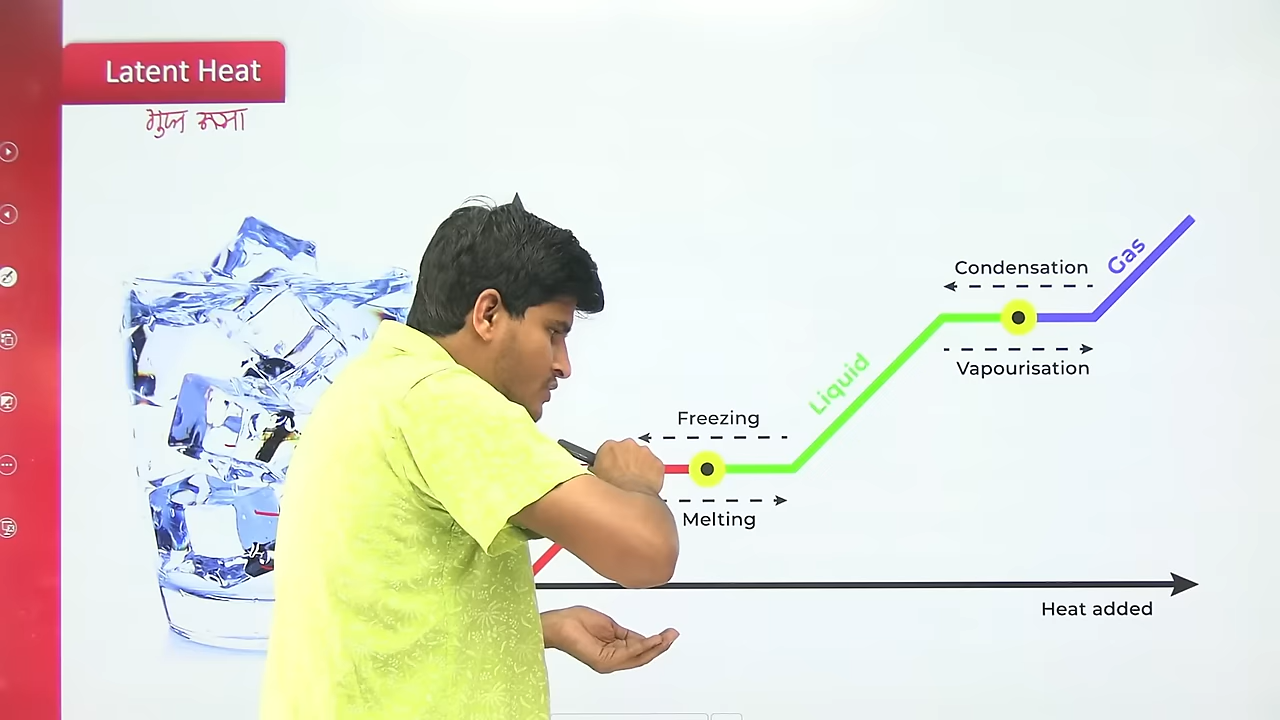 Latent Heat
गुप्त ऊष्मा
Gas
Condensation
Vapourisation
Liquid
Freezing
Melting
Heat added